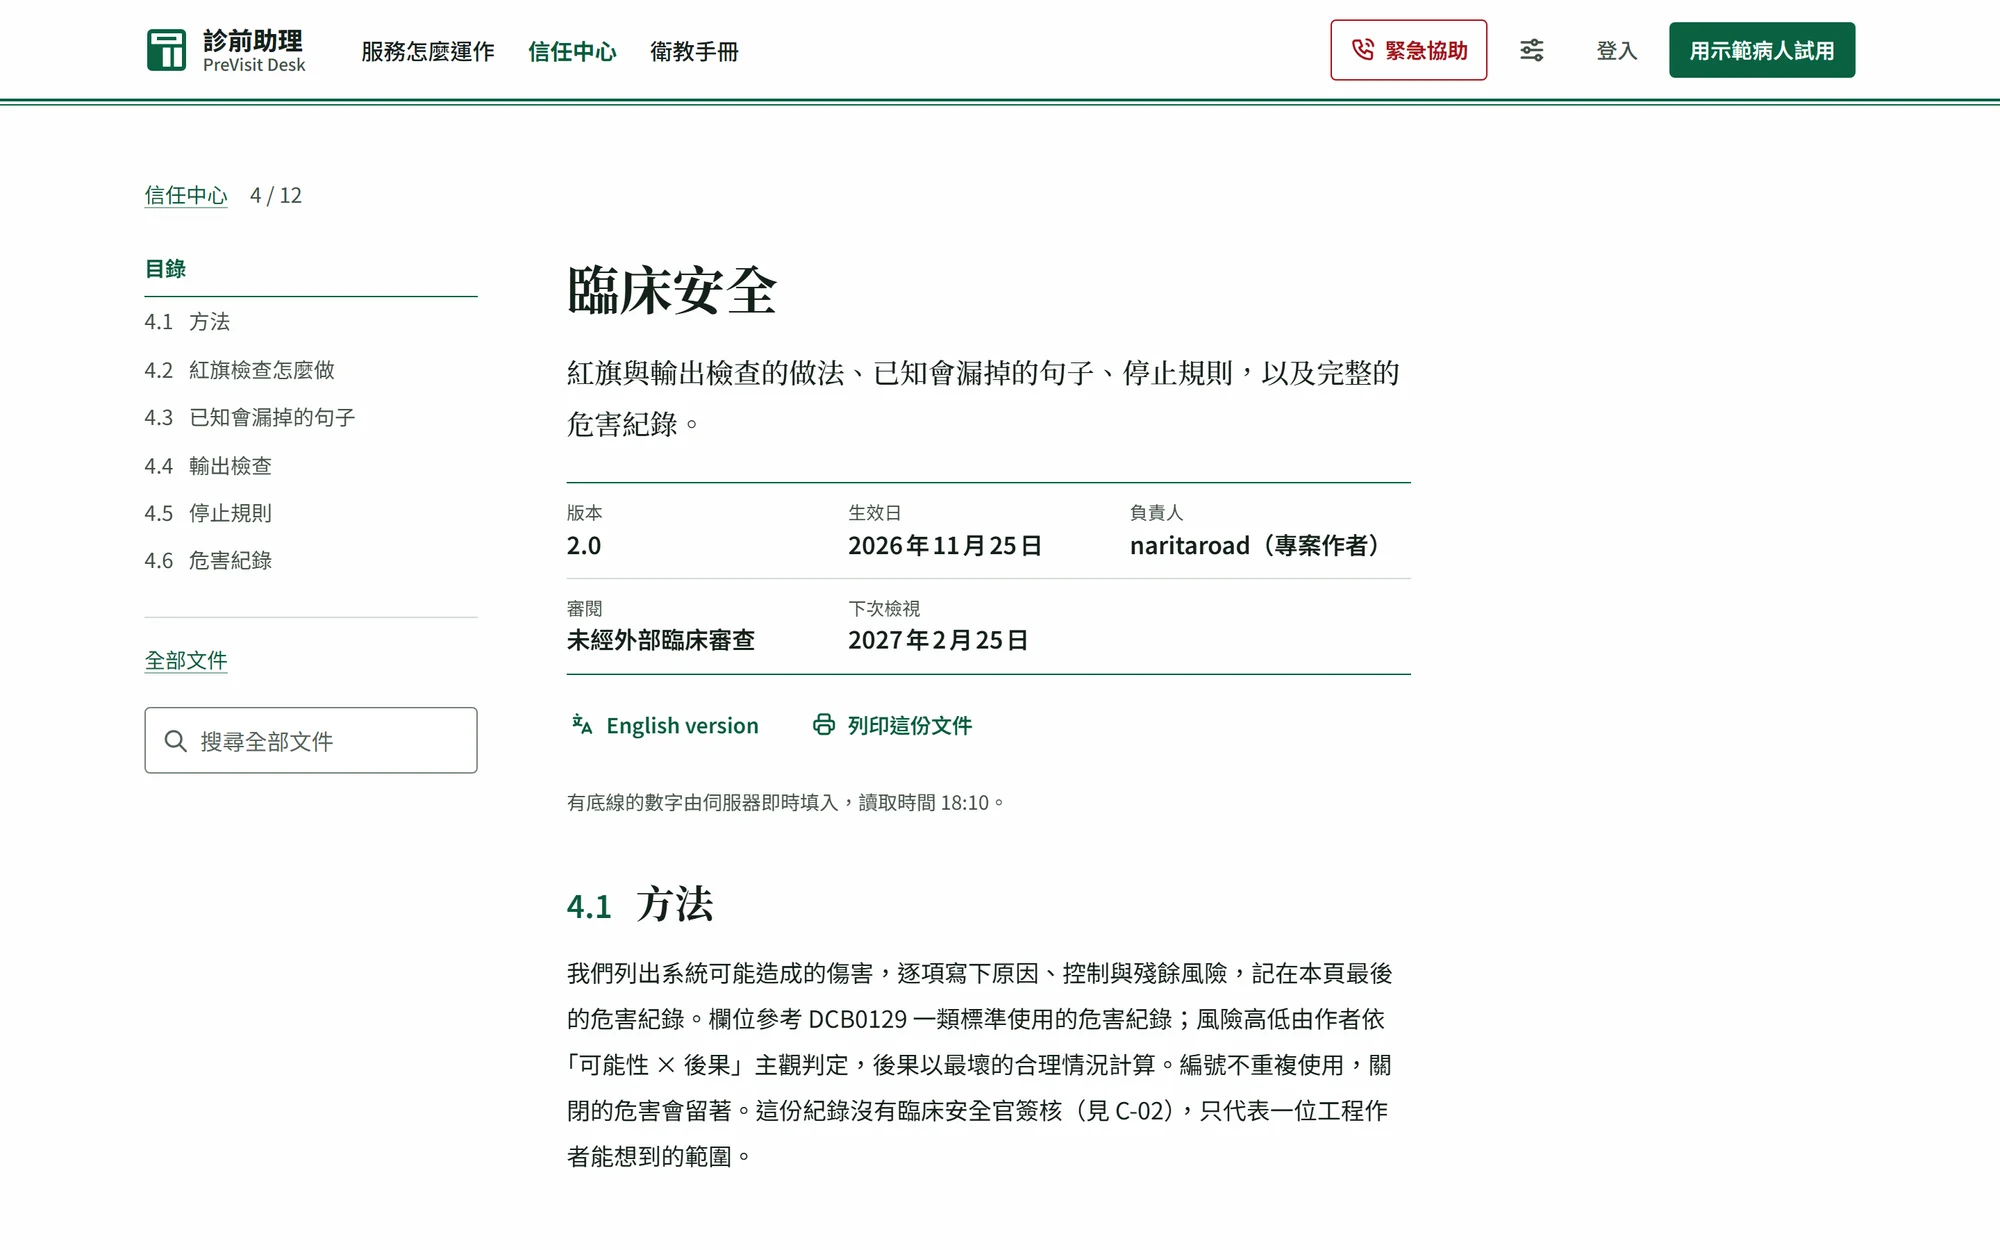 診前助理
PreVisit Desk
服務怎麼運作
信任中心
衛教手冊
緊急協助
登入
用示範病人試用
信任中心 4 / 12
目錄
4.1 方法
4.2 紅旗檢查怎麼做
4.3 已知會漏掉的句子
4.4 輸出檢查
4.5 停止規則
4.6 危害紀錄
全部文件
搜尋全部文件
臨床安全
紅旗與輸出檢查的做法、已知會漏掉的句子、停止規則，以及完整的
危害紀錄。
版本
2.0
生效日
2026年11月25日
負責人
naritaroad（專案作者）
審閱
未經外部臨床審查
下次檢視
2027年2月25日
English version
列印這份文件
有底線的數字由伺服器即時填入，讀取時間 18:10。
4.1 方法
我們列出系統可能造成的傷害，逐項寫下原因、控制與殘餘風險，記在本頁最後
的危害紀錄。欄位參考 DCB0129 一類標準使用的危害紀錄；風險高低由作者依
「可能性 × 後果」主觀判定，後果以最壞的合理情況計算。編號不重複使用，關
閉的危害會留著。這份紀錄沒有臨床安全官簽核（見 C-02），只代表一位工程作
者能想到的範圍。